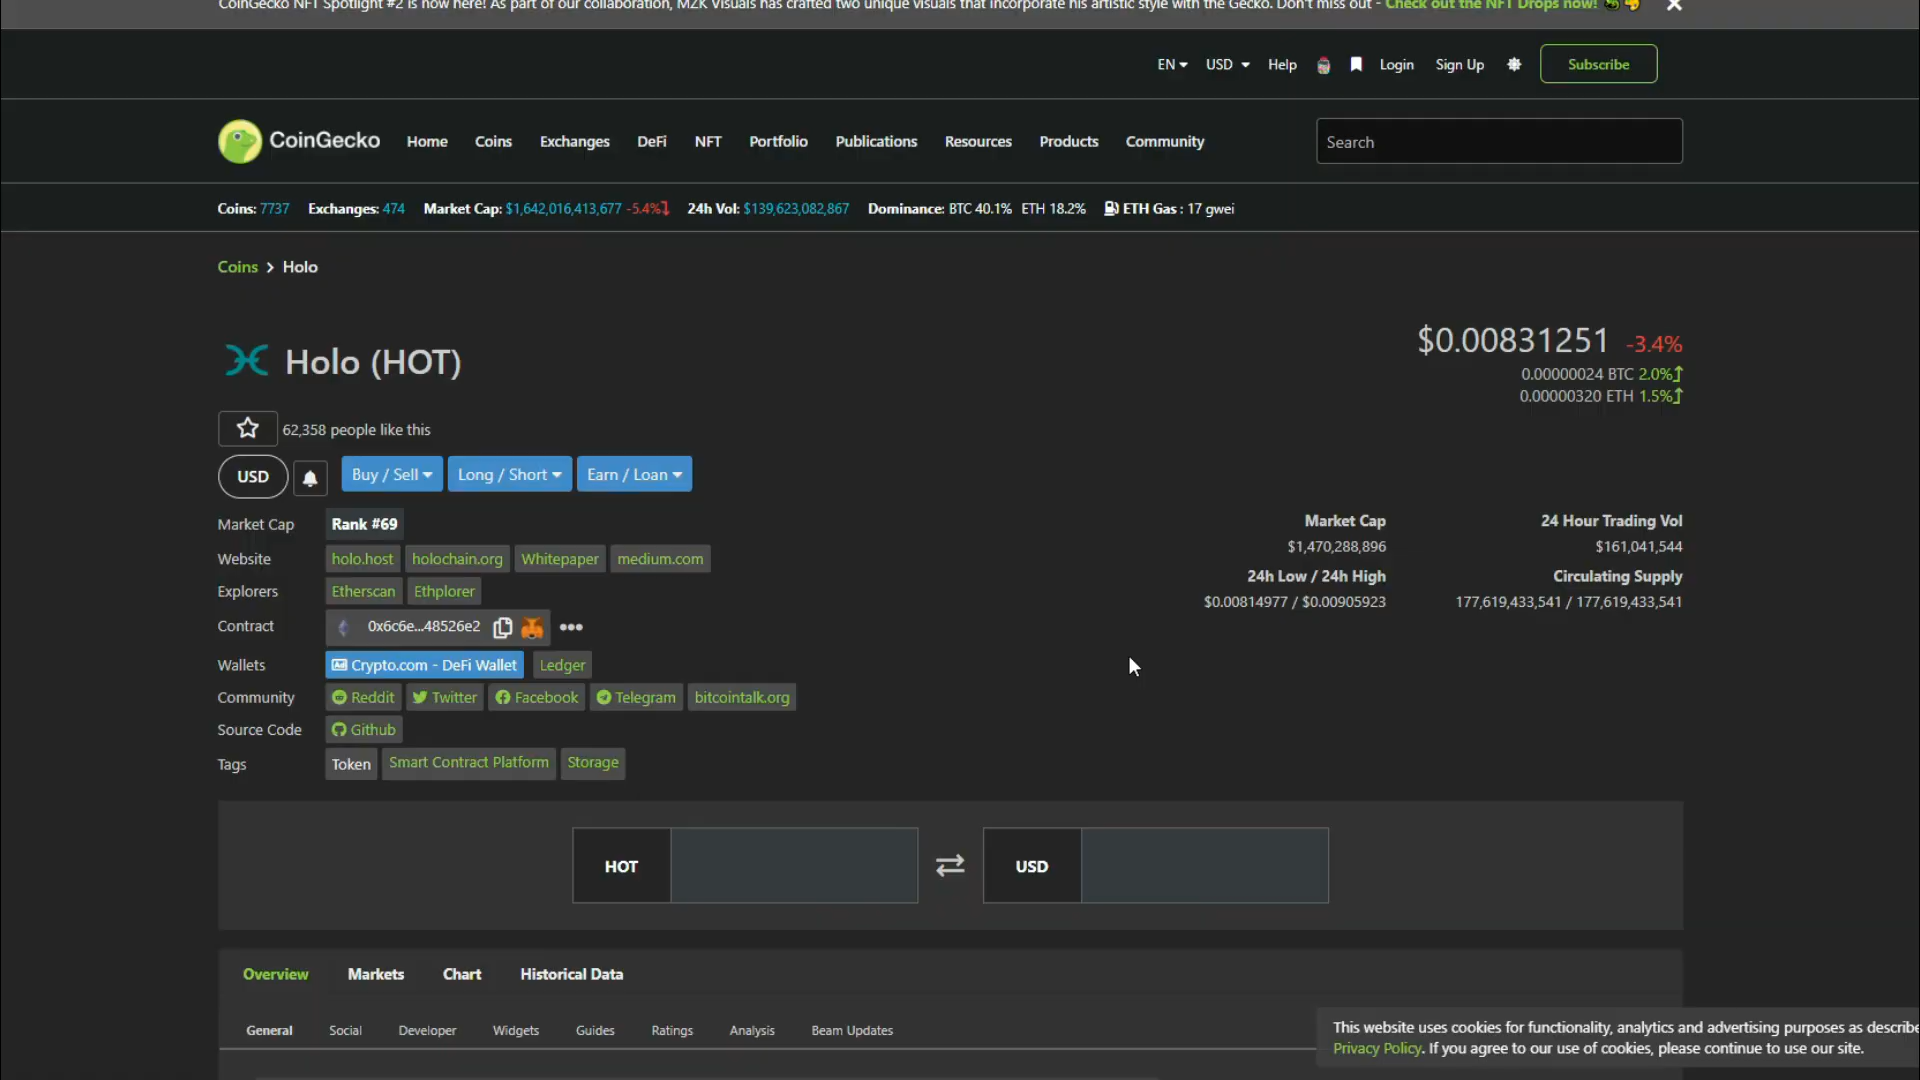 CoinGecko NFT Spotlight #2 is now here! As part of our collaboration, MZK Visuals has crafted two unique visuals that incorporate his artistic style with the Gecko. Don't miss out - Check out the NFT Drops now!
EN USD Help Login Sign Up Subscribe
CoinGecko Home Coins Exchanges DeFi NFT Portfolio Publications Resources Products Community Search
Coins: 7737 Exchanges: 474 Market Cap: $1,642,016,413,677 -5.4% 24h Vol: $139,623,082,867 Dominance: BTC 40.1% ETH 18.2% ETH Gas : 17 gwei
Coins > Holo
Holo (HOT)
$0.00831251 -3.4%
0.00000024 BTC 2.0%
0.00000320 ETH 1.5%
62,358 people like this
USD Buy / Sell Long / Short Earn / Loan
Market Cap Rank #69
Website holo.host holochain.org Whitepaper medium.com
Explorers Etherscan Ethplorer
Contract 0x6c6e...48526e2
Wallets Ad Crypto.com - DeFi Wallet Ledger
Community Reddit Twitter Facebook Telegram bitcointalk.org
Source Code Github
Tags Token Smart Contract Platform Storage
Market Cap 24 Hour Trading Vol
$1,470,288,896 $161,041,544
24h Low / 24h High Circulating Supply
$0.00814977 / $0.00905923 177,619,433,541 / 177,619,433,541
HOT USD
Overview Markets Chart Historical Data
General Social Developer Widgets Guides Ratings Analysis Beam Updates
This website uses cookies for functionality, analytics and advertising purposes as describe
Privacy Policy. If you agree to our use of cookies, please continue to use our site.